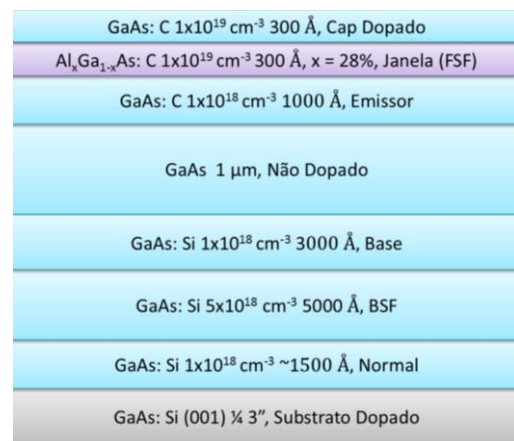 GaAs: C 1x10¹⁹ cm⁻³ 300 Å, Cap Dopado
AlₓGa₁₋ₓAs: C 1x10¹⁹ cm⁻³ 300 Å, x = 28%, Janela (FSF)
GaAs: C 1x10¹⁸ cm⁻³ 1000 Å, Emissor
GaAs 1 µm, Não Dopado
GaAs: Si 1x10¹⁸ cm⁻³ 3000 Å, Base
GaAs: Si 5x10¹⁸ cm⁻³ 5000 Å, BSF
GaAs: Si 1x10¹⁸ cm⁻³ ~1500 Å, Normal
GaAs: Si (001) ¼ 3”, Substrato Dopado